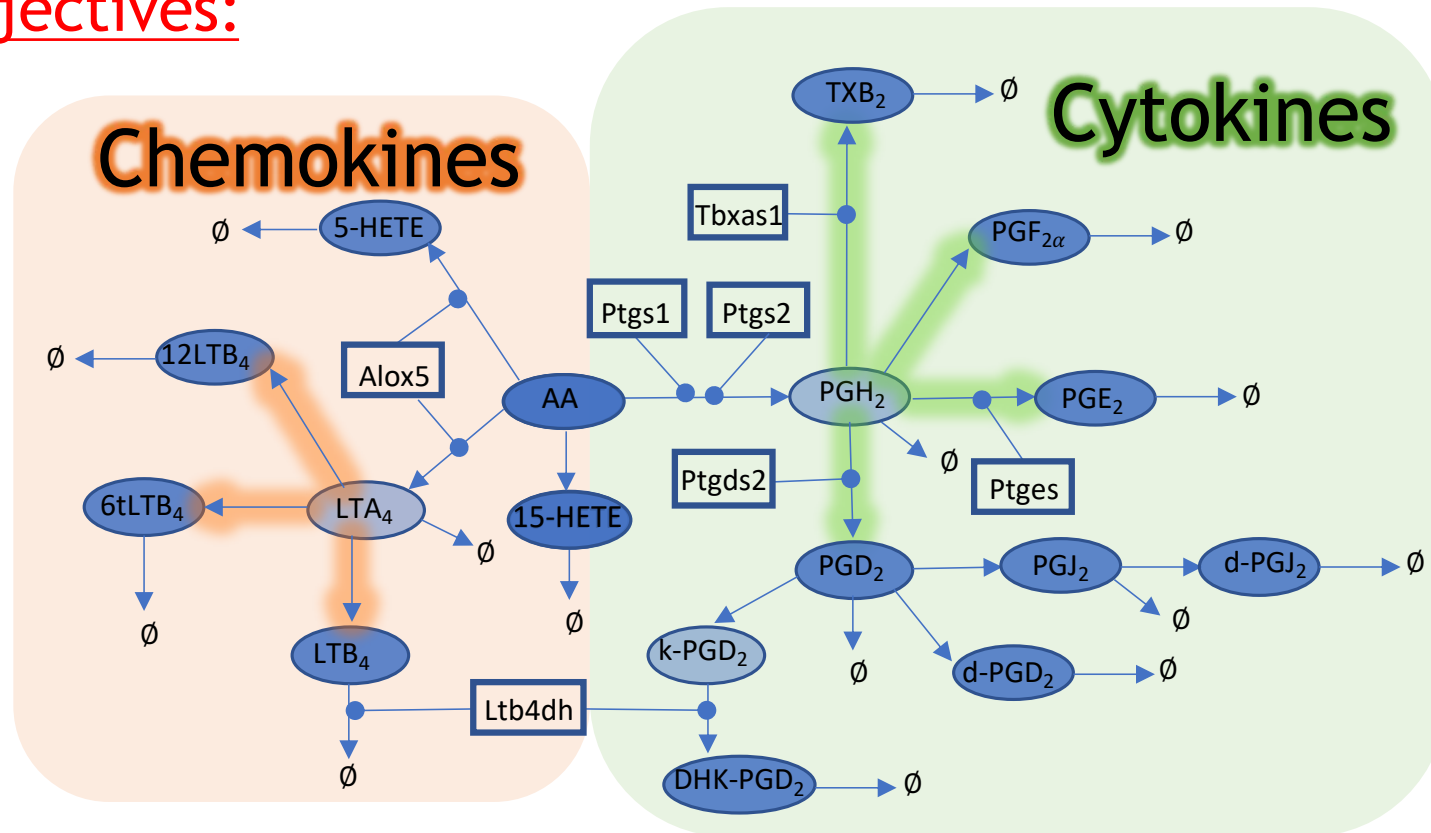 jectives:
Chemokines
Cytokines
TXB₂
Ø
5-HETE
Ø
Tbxas1
PGF₂𝛼
Ø
Ptgs1
Ptgs2
12LTB₄
Ø
Alox5
AA
PGH₂
PGE₂
Ø
Ø
Ptgds2
Ptges
6tLTB₄
LTA₄
15-HETE
Ø
Ø
Ø
PGD₂
PGJ₂
d-PGJ₂
Ø
Ø
LTB₄
k-PGD₂
Ø
d-PGD₂
Ø
Ltb4dh
Ø
DHK-PGD₂
Ø